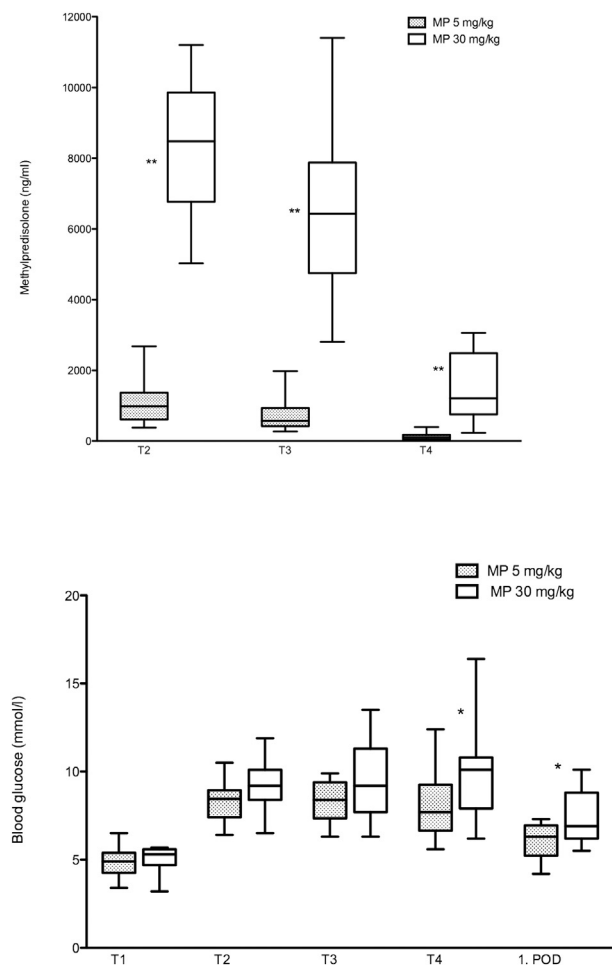 12000
MP 5 mg/kg
MP 30 mg/kg
10000
8000
**
**
6000
4000
**
2000
0
T2 T3 T4
Methylpredisolone (ng/ml)
MP 5 mg/kg
MP 30 mg/kg
20
15
*
*
10
5
0
T1 T2 T3 T4 1. POD
Blood glucose (mmol/l)